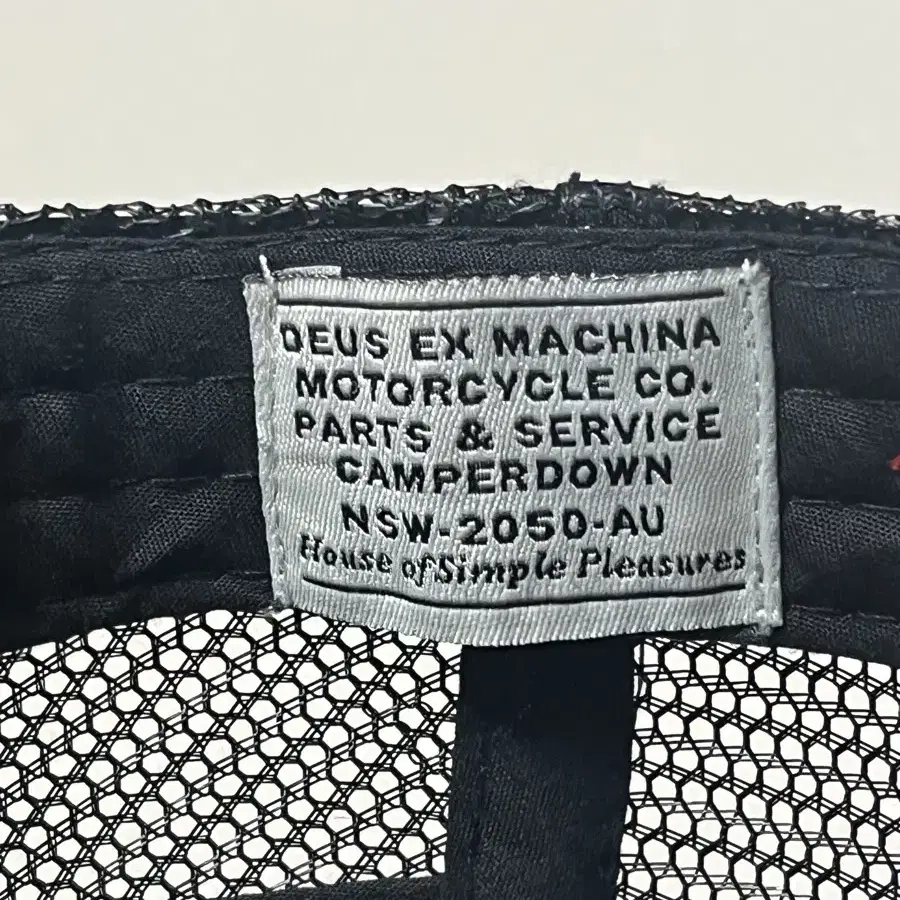 DEUS EX MACHINA
MOTORCYCLE CO.
PARTS & SERVICE
CAMPERDOWN
NSW-2050-AU
House of Simple Pleasures